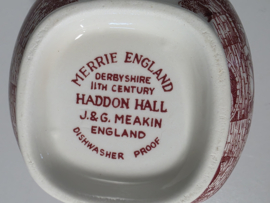 MERRIE ENGLAND
DERBYSHIRE
11TH CENTURY
HADDON HALL
J.&G. MEAKIN
ENGLAND
DISHWASHER PROOF